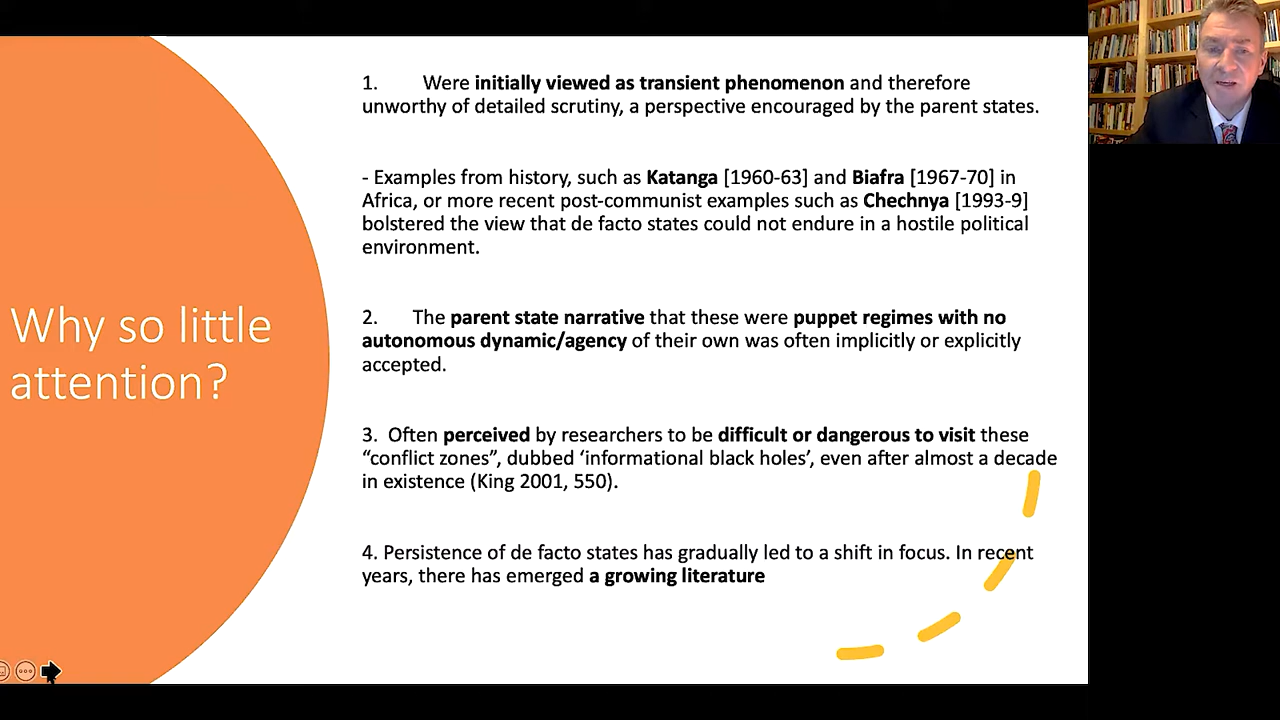 Why so little
attention?
1. Were initially viewed as transient phenomenon and therefore
unworthy of detailed scrutiny, a perspective encouraged by the parent states.
- Examples from history, such as Katanga [1960-63] and Biafra [1967-70] in
Africa, or more recent post-communist examples such as Chechnya [1993-9]
bolstered the view that de facto states could not endure in a hostile political
environment.
2. The parent state narrative that these were puppet regimes with no
autonomous dynamic/agency of their own was often implicitly or explicitly
accepted.
3. Often perceived by researchers to be difficult or dangerous to visit these
“conflict zones”, dubbed ‘informational black holes’, even after almost a decade
in existence (King 2001, 550).
4. Persistence of de facto states has gradually led to a shift in focus. In recent
years, there has emerged a growing literature